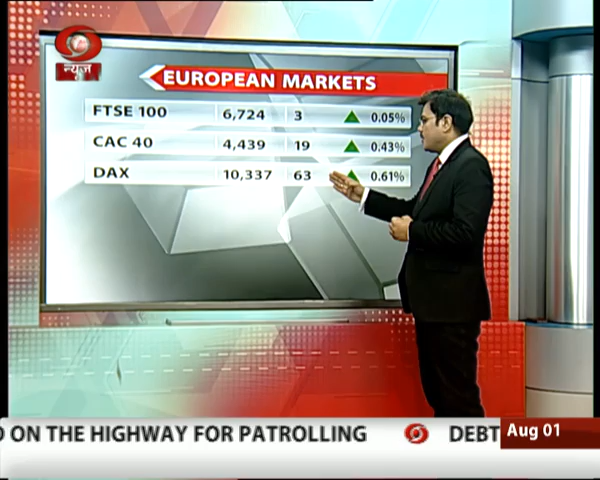 न्यूज़
EUROPEAN MARKETS
FTSE 100 6,724 3 0.05%
CAC 40 4,439 19 0.43%
DAX 10,337 63 0.61%
ON THE HIGHWAY FOR PATROLLING DEBT
Aug 01